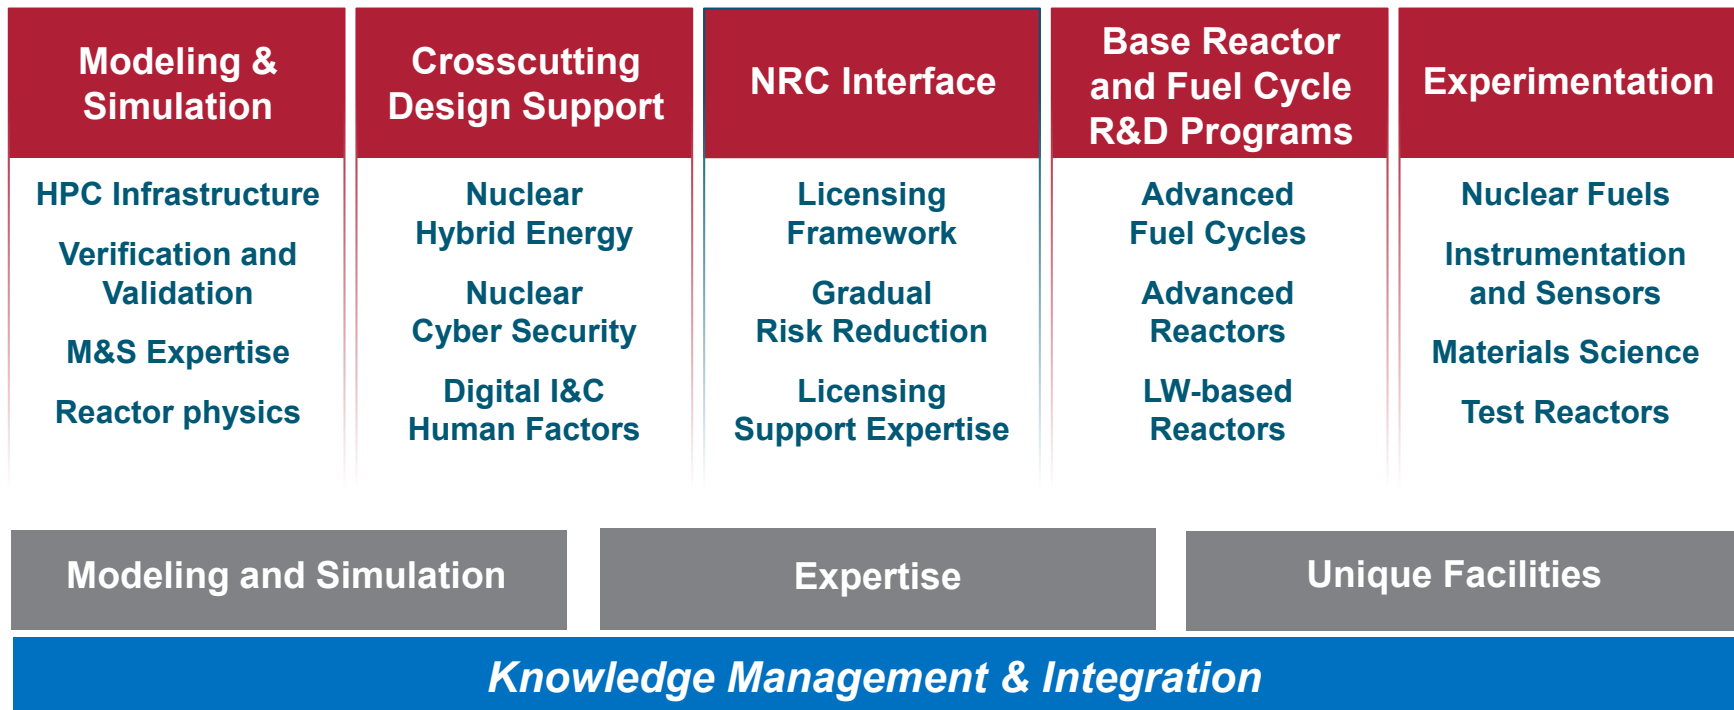 Modeling &
Simulation
HPC Infrastructure
Verification and
Validation
M&S Expertise
Reactor physics
Crosscutting
Design Support
Nuclear
Hybrid Energy
Nuclear
Cyber Security
Digital I&C
Human Factors
NRC Interface
Licensing
Framework
Gradual
Risk Reduction
Licensing
Support Expertise
Base Reactor
and Fuel Cycle
R&D Programs
Advanced
Fuel Cycles
Advanced
Reactors
LW-based
Reactors
Experimentation
Nuclear Fuels
Instrumentation
and Sensors
Materials Science
Test Reactors
Modeling and Simulation
Expertise
Unique Facilities
Knowledge Management & Integration